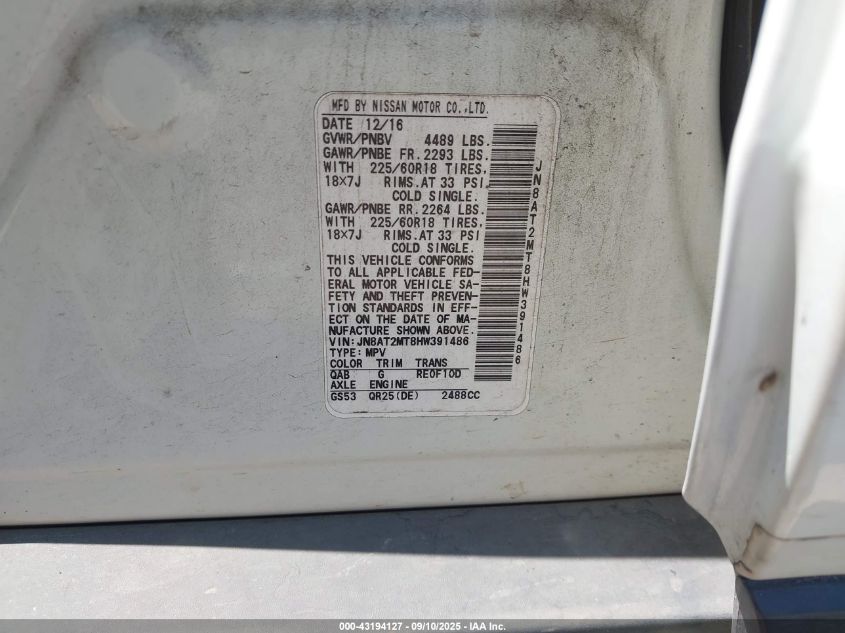 MFD BY NISSAN MOTOR CO.,LTD.
DATE 12/16
GVWR/PNBV 4489 LBS.
GAWR/PNBE FR. 2293 LBS.
WITH 225/60R18 TIRES,
18×7J RIMS.AT 33 PSI
COLD SINGLE.
GAWR/PNBE RR. 2264 LBS.
WITH 225/60R18 TIRES,
18×7J RIMS.AT 33 PSI
COLD SINGLE.
THIS VEHICLE CONFORMS
TO ALL APPLICABLE FED-
ERAL MOTOR VEHICLE SA-
FETY AND THEFT PREVEN-
TION STANDARDS IN EFF-
ECT ON THE DATE OF MA-
NUFACTURE SHOWN ABOVE.
VIN:JN8AT2MT8HW391486
TYPE:MPV
COLOR TRIM TRANS
QAB G RE0F10D
AXLE ENGINE
GS53 QR25(DE) 2488CC
JN8AT2MT8HW391486
000-43194127 - 09/10/2025 - IAA Inc.